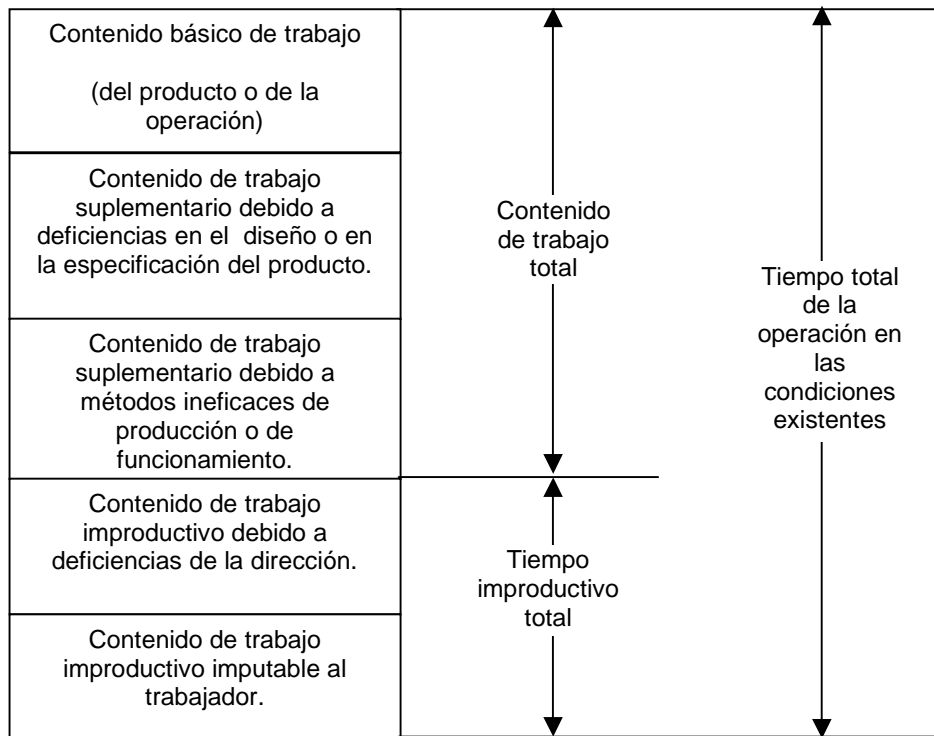 Contenido básico de trabajo
(del producto o de la
operación)
Contenido de trabajo
suplementario debido a
deficiencias en el diseño o en
la especificación del producto.
Contenido de trabajo
suplementario debido a
métodos ineficaces de
producción o de
funcionamiento.
Contenido de trabajo
improductivo debido a
deficiencias de la dirección.
Contenido de trabajo
improductivo imputable al
trabajador.
Contenido
de trabajo
total
Tiempo
improductivo
total
Tiempo total
de la
operación en
las
condiciones
existentes